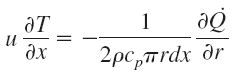 u ∂T/∂x = − 1/(2ρc_pπrdx) ∂Q̇/∂r